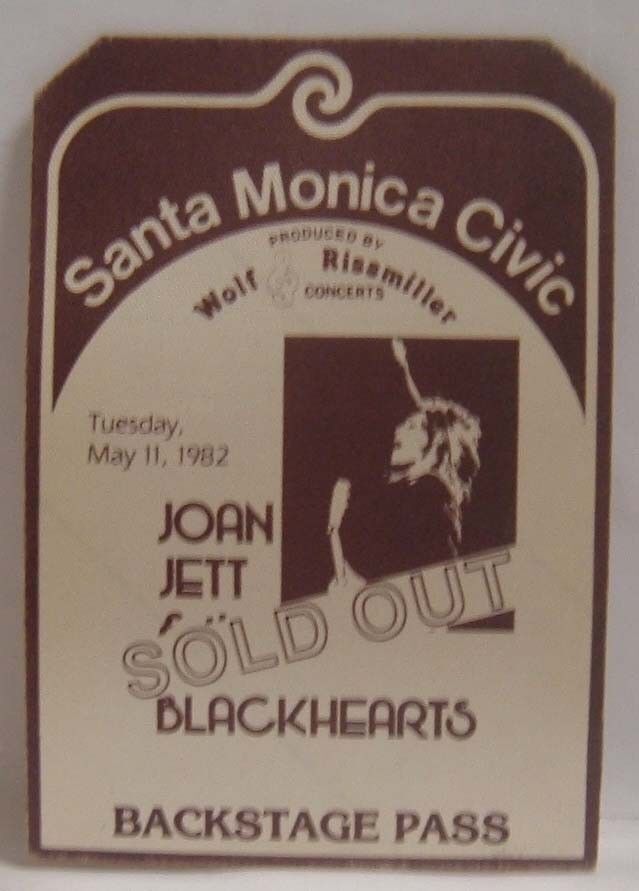 Santa Monica Civic
PRODUCED BY
Wolf & Rissmiller
CONCERTS
Tuesday,
May 11, 1982
JOAN
JETT
&
SOLD OUT
BLACKHEARTS
BACKSTAGE PASS